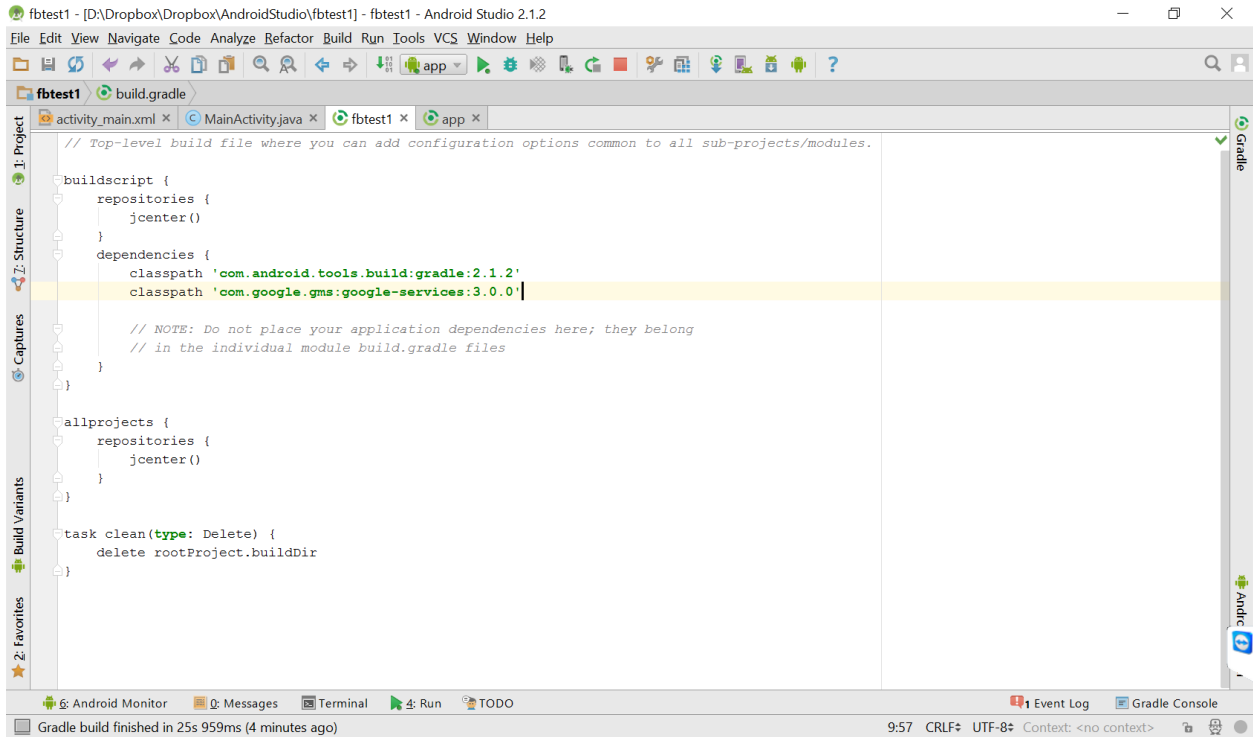 fbtest1 - [D:\Dropbox\Dropbox\AndroidStudio\fbtest1] - fbtest1 - Android Studio 2.1.2
File Edit View Navigate Code Analyze Refactor Build Run Tools VCS Window Help
app
fbtest1 build.gradle
activity_main.xml MainActivity.java fbtest1 app
1: Project
7: Structure
Captures
Build Variants
2: Favorites
// Top-level build file where you can add configuration options common to all sub-projects/modules.
buildscript {
    repositories {
        jcenter()
    }
    dependencies {
        classpath 'com.android.tools.build:gradle:2.1.2'
        classpath 'com.google.gms:google-services:3.0.0'
        // NOTE: Do not place your application dependencies here; they belong
        // in the individual module build.gradle files
    }
}
allprojects {
    repositories {
        jcenter()
    }
}
task clean(type: Delete) {
    delete rootProject.buildDir
}
Gradle
6: Android Monitor 0: Messages Terminal 4: Run TODO 1 Event Log Gradle Console
Gradle build finished in 25s 959ms (4 minutes ago) 9:57 CRLF UTF-8 Context: <no context>